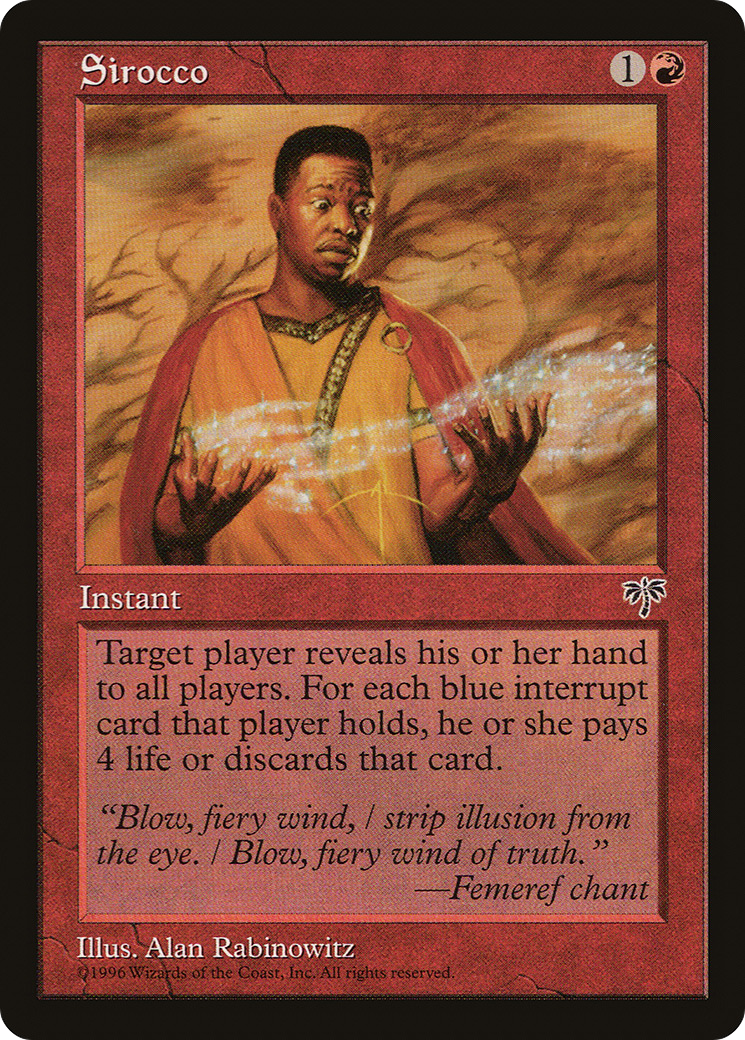 Sirocco
1
Instant
Target player reveals his or her hand
to all players. For each blue interrupt
card that player holds, he or she pays
4 life or discards that card.
“Blow, fiery wind, / strip illusion from
the eye. / Blow, fiery wind of truth.”
—Femeref chant
Illus. Alan Rabinowitz
©1996 Wizards of the Coast, Inc. All rights reserved.